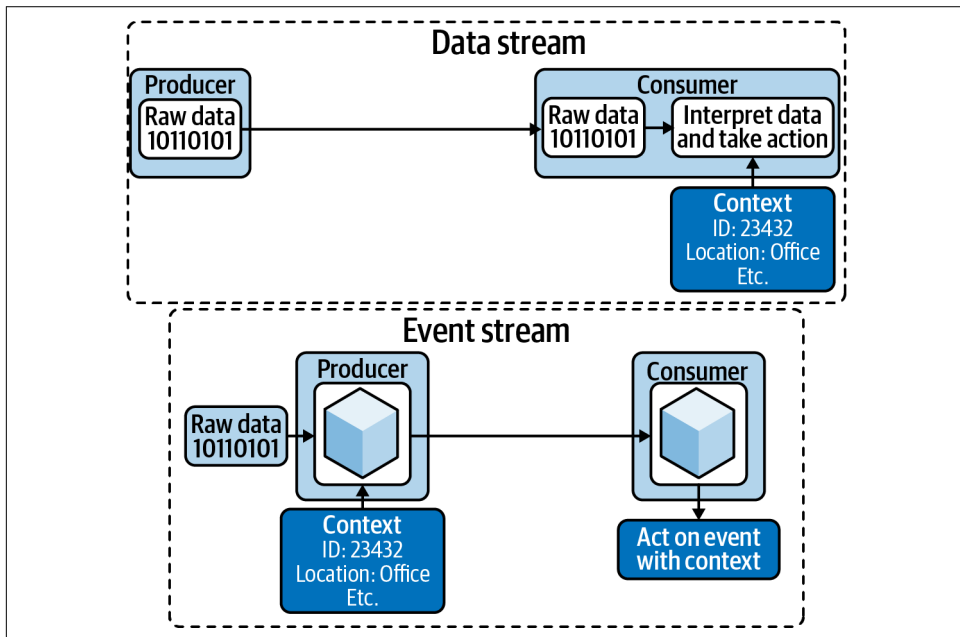 Data stream
Producer
Raw data
10110101
Consumer
Raw data
10110101
Interpret data
and take action
Context
ID: 23432
Location: Office
Etc.
Event stream
Raw data
10110101
Producer
Context
ID: 23432
Location: Office
Etc.
Consumer
Act on event
with context